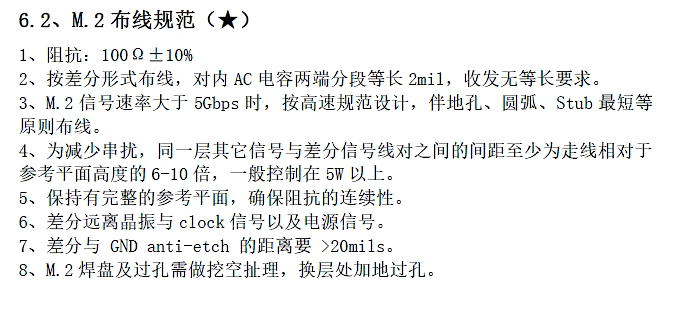 6.2、M.2布线规范（★）
1、阻抗：100Ω±10%
2、按差分形式布线，对内 AC 电容两端分段等长 2mil，收发无等长要求。
3、M.2 信号速率大于 5Gbps 时，按高速规范设计，伴地孔、圆弧、Stub 最短等
原则布线。
4、为减少串扰，同一层其它信号与差分信号线对之间的间距至少为走线相对于
参考平面高度的 6-10 倍，一般控制在 5W 以上。
5、保持有完整的参考平面，确保阻抗的连续性。
6、差分远离晶振与 clock 信号以及电源信号。
7、差分与 GND anti-etch 的距离要 >20mils。
8、M.2 焊盘及过孔需做挖空扯理，换层处加地过孔。